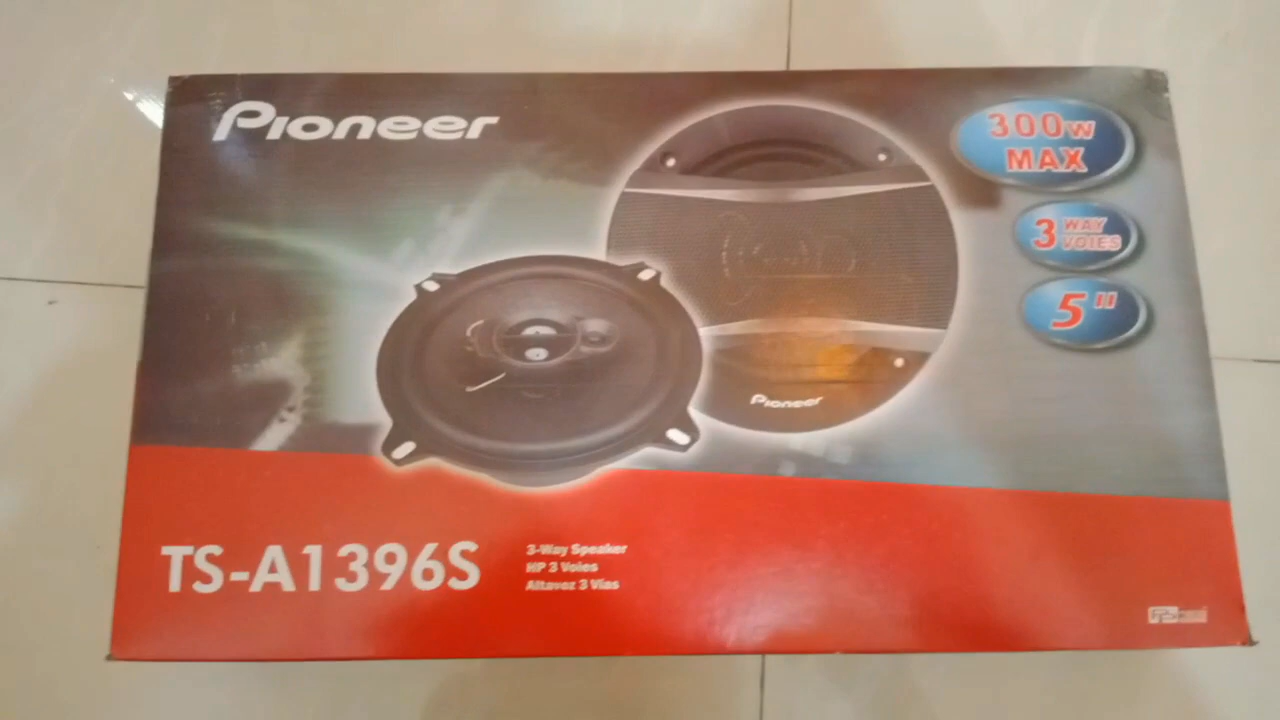 Pioneer
300w
MAX
3 WAY
VOIES
5"
Pioneer
TS-A1396S
3-Way Speaker
HP 3 Voies
Altavoz 3 Vias